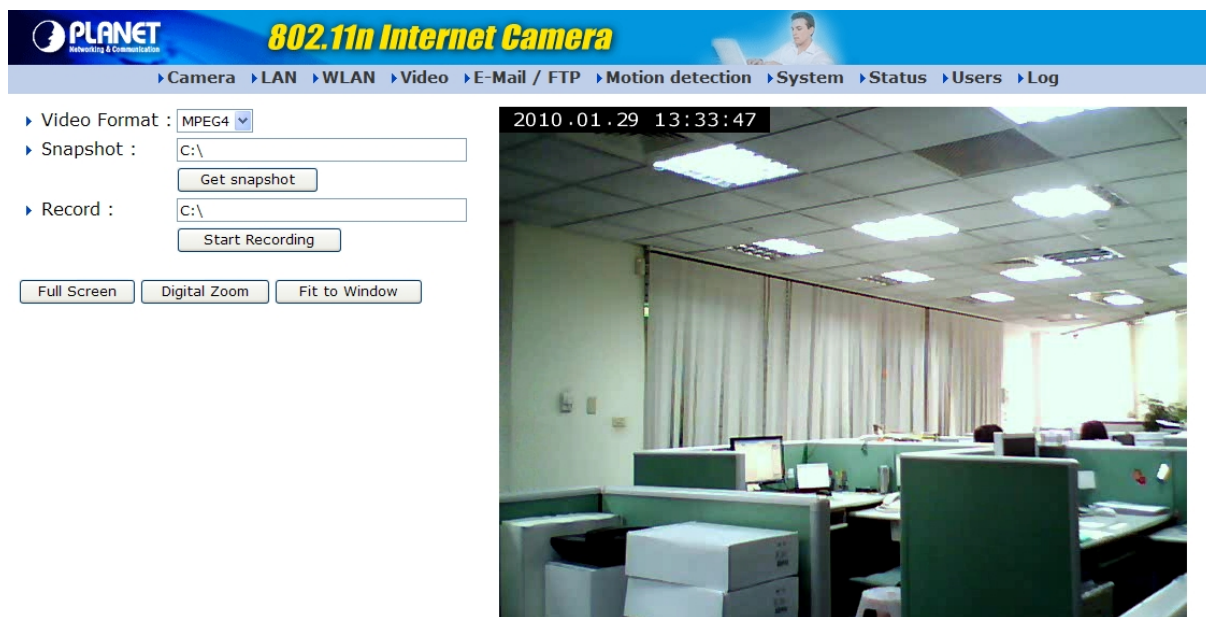 PLANET
Networking & Communication
802.11n Internet Camera
Camera LAN WLAN Video E-Mail / FTP Motion detection System Status Users Log
Video Format : MPEG4
Snapshot : C:\
Get snapshot
Record : C:\
Start Recording
Full Screen Digital Zoom Fit to Window
2010.01.29 13:33:47